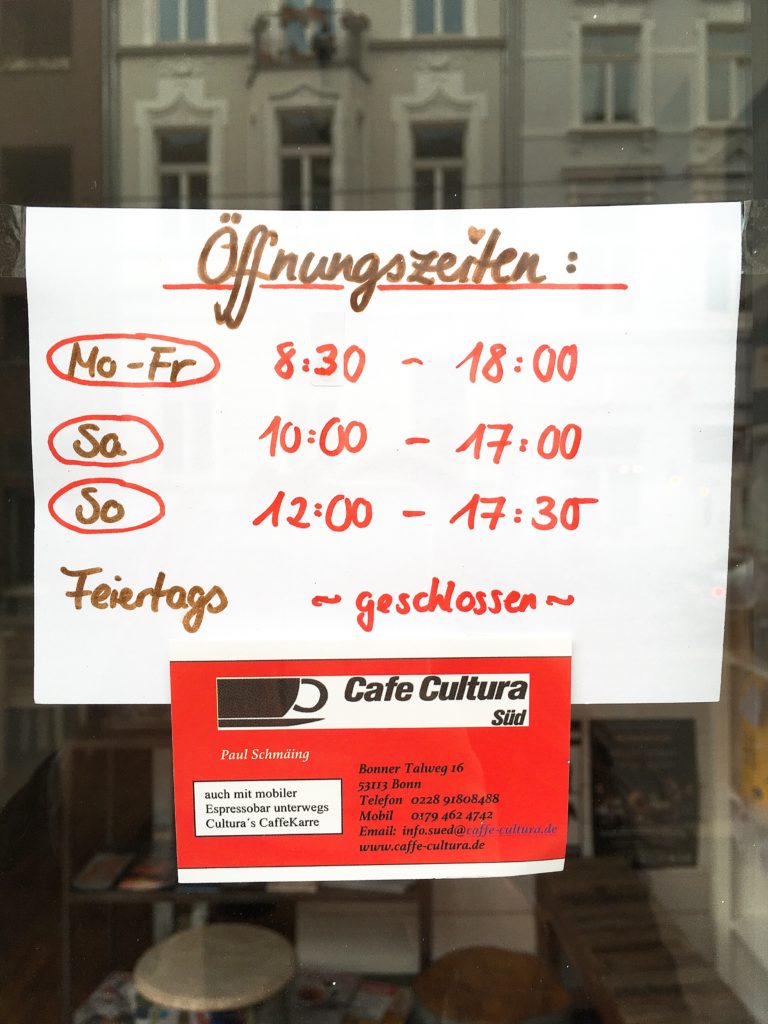 Öffnungszeiten :
Mo-Fr 8:30 - 18:00
Sa 10:00 - 17:00
So 12:00 - 17:30
Feiertags ~ geschlossen ~
Cafe Cultura
Süd
Paul Schmäing
auch mit mobiler
Espressobar unterwegs
Cultura´s CaffeKarre
Bonner Talweg 16
53113 Bonn
Telefon 0228 91808488
Mobil 0179 462 4742
Email: info.sued@caffe-cultura.de
www.caffe-cultura.de